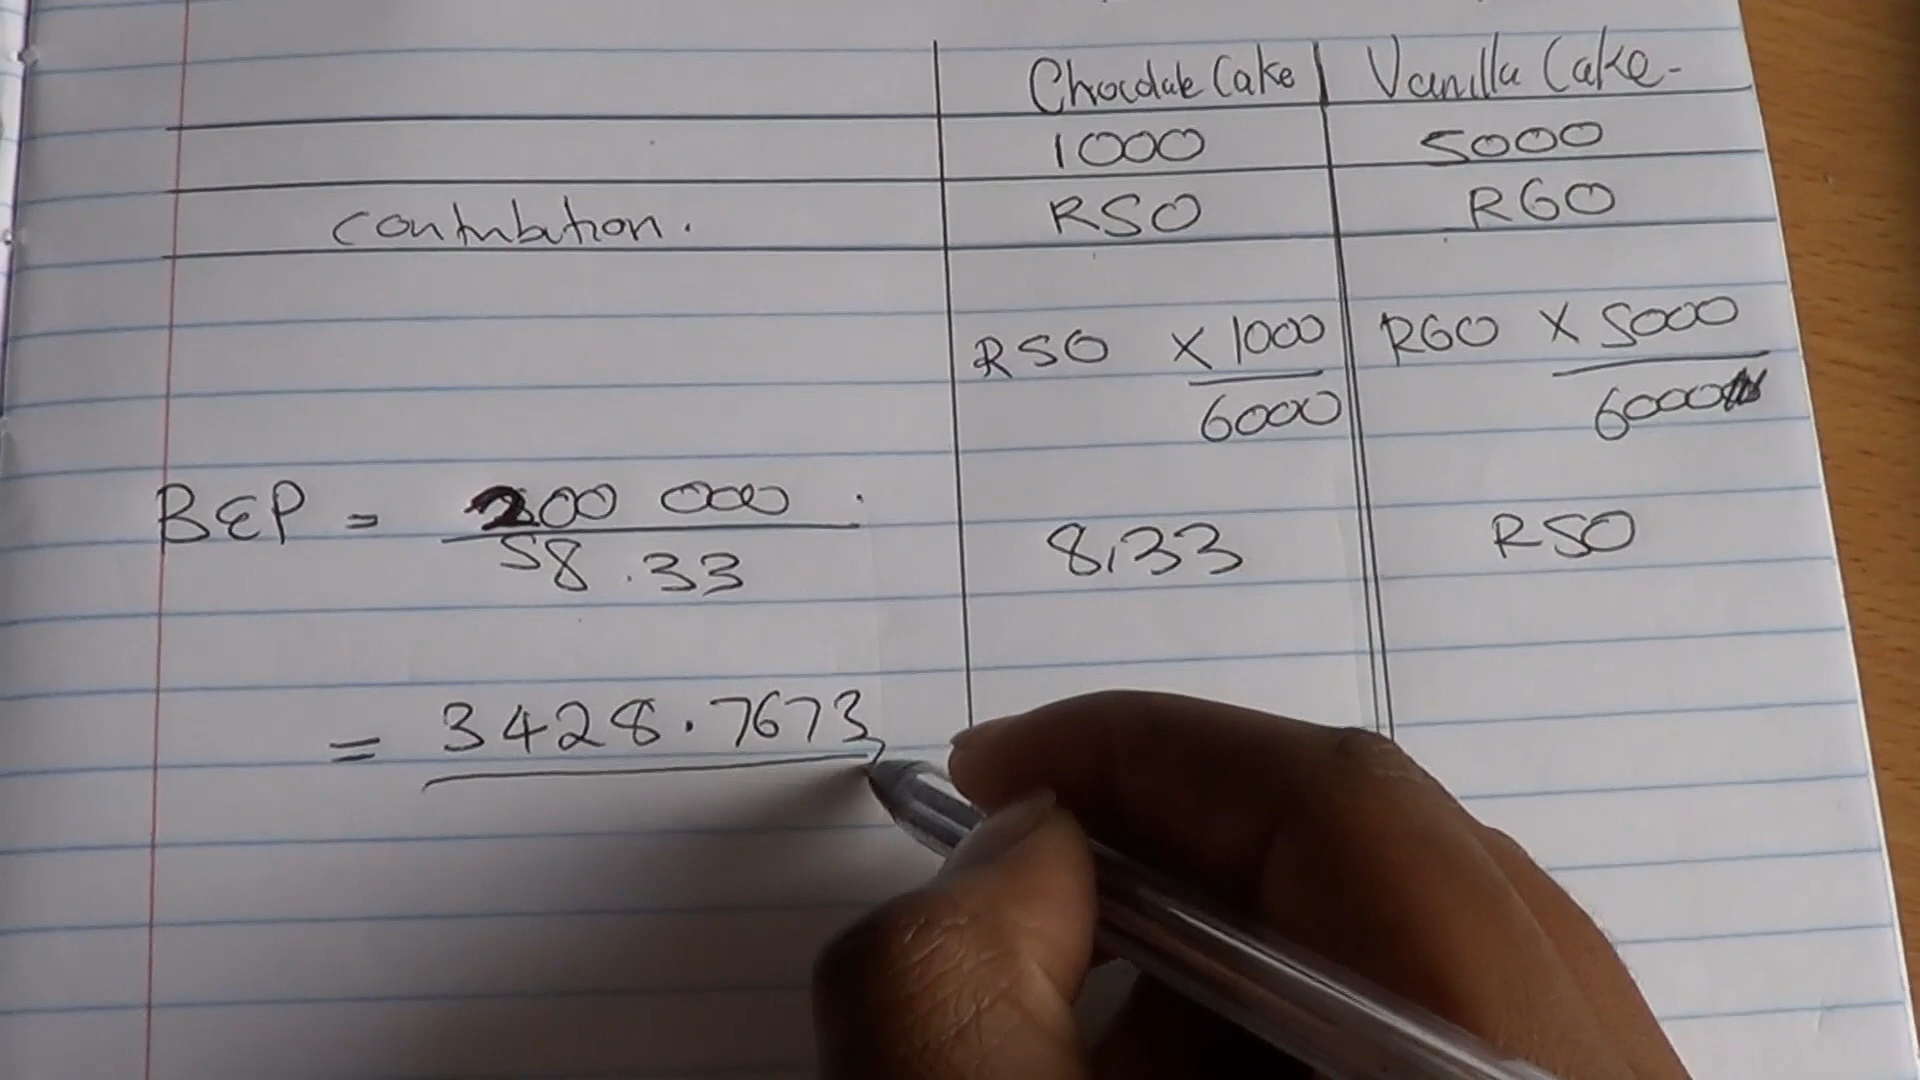 Chocolate Cake Vanilla Cake-
1000 5000
Contribution. R50 R60
R50 X 1000 R60 X 5000
6000 6000
BEP = 200 000
58.33 8,33 R50
= 3428.7673